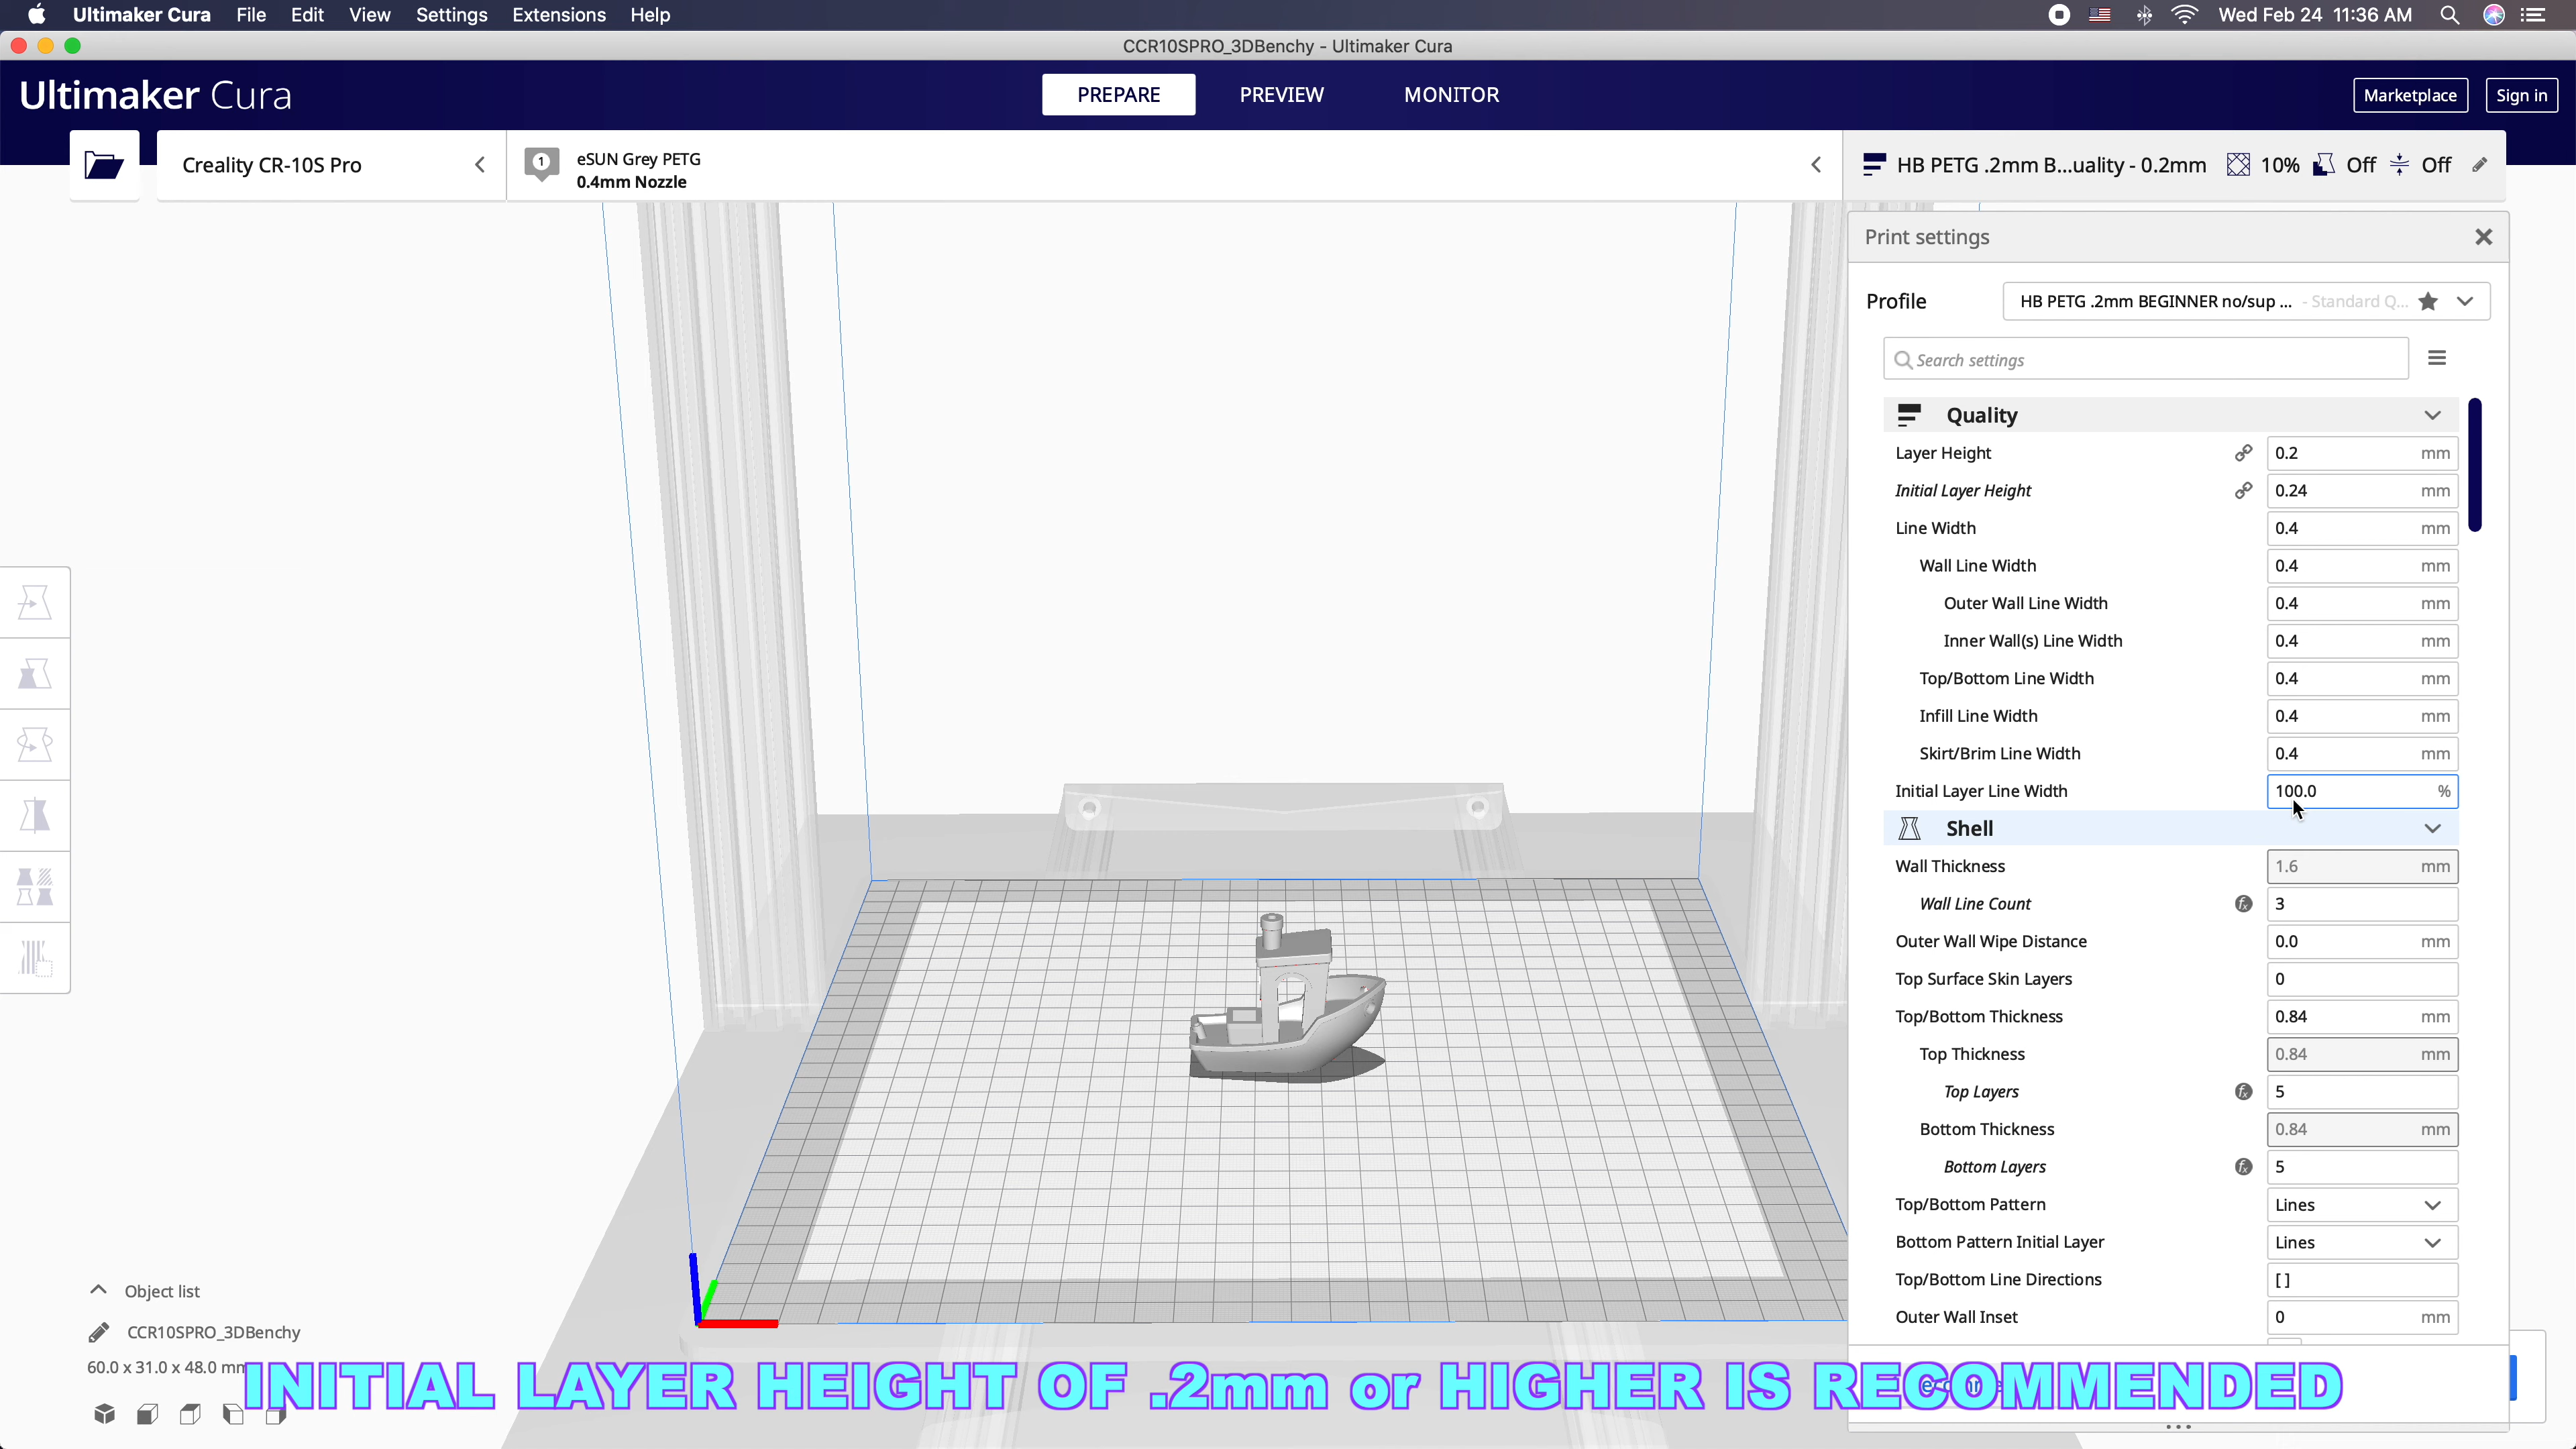 Ultimaker Cura File Edit View Settings Extensions Help
Wed Feb 24 11:36 AM
CCR10SPRO_3DBenchy - Ultimaker Cura
Ultimaker Cura
PREPARE PREVIEW MONITOR
Marketplace Sign in
Creality CR-10S Pro
1
eSUN Grey PETG
0.4mm Nozzle
HB PETG .2mm B...uality - 0.2mm 10% Off Off
Print settings
Profile HB PETG .2mm BEGINNER no/sup ... - Standard Q...
Search settings
Quality
Layer Height 0.2 mm
Initial Layer Height 0.24 mm
Line Width 0.4 mm
Wall Line Width 0.4 mm
Outer Wall Line Width 0.4 mm
Inner Wall(s) Line Width 0.4 mm
Top/Bottom Line Width 0.4 mm
Infill Line Width 0.4 mm
Skirt/Brim Line Width 0.4 mm
Initial Layer Line Width 100.0 %
Shell
Wall Thickness 1.6 mm
Wall Line Count 3
Outer Wall Wipe Distance 0.0 mm
Top Surface Skin Layers 0
Top/Bottom Thickness 0.84 mm
Top Thickness 0.84 mm
Top Layers 5
Bottom Thickness 0.84 mm
Bottom Layers 5
Top/Bottom Pattern Lines
Bottom Pattern Initial Layer Lines
Top/Bottom Line Directions [ ]
Outer Wall Inset 0 mm
Object list
CCR10SPRO_3DBenchy
60.0 x 31.0 x 48.0 mm
INITIAL LAYER HEIGHT OF .2mm or HIGHER IS RECOMMENDED